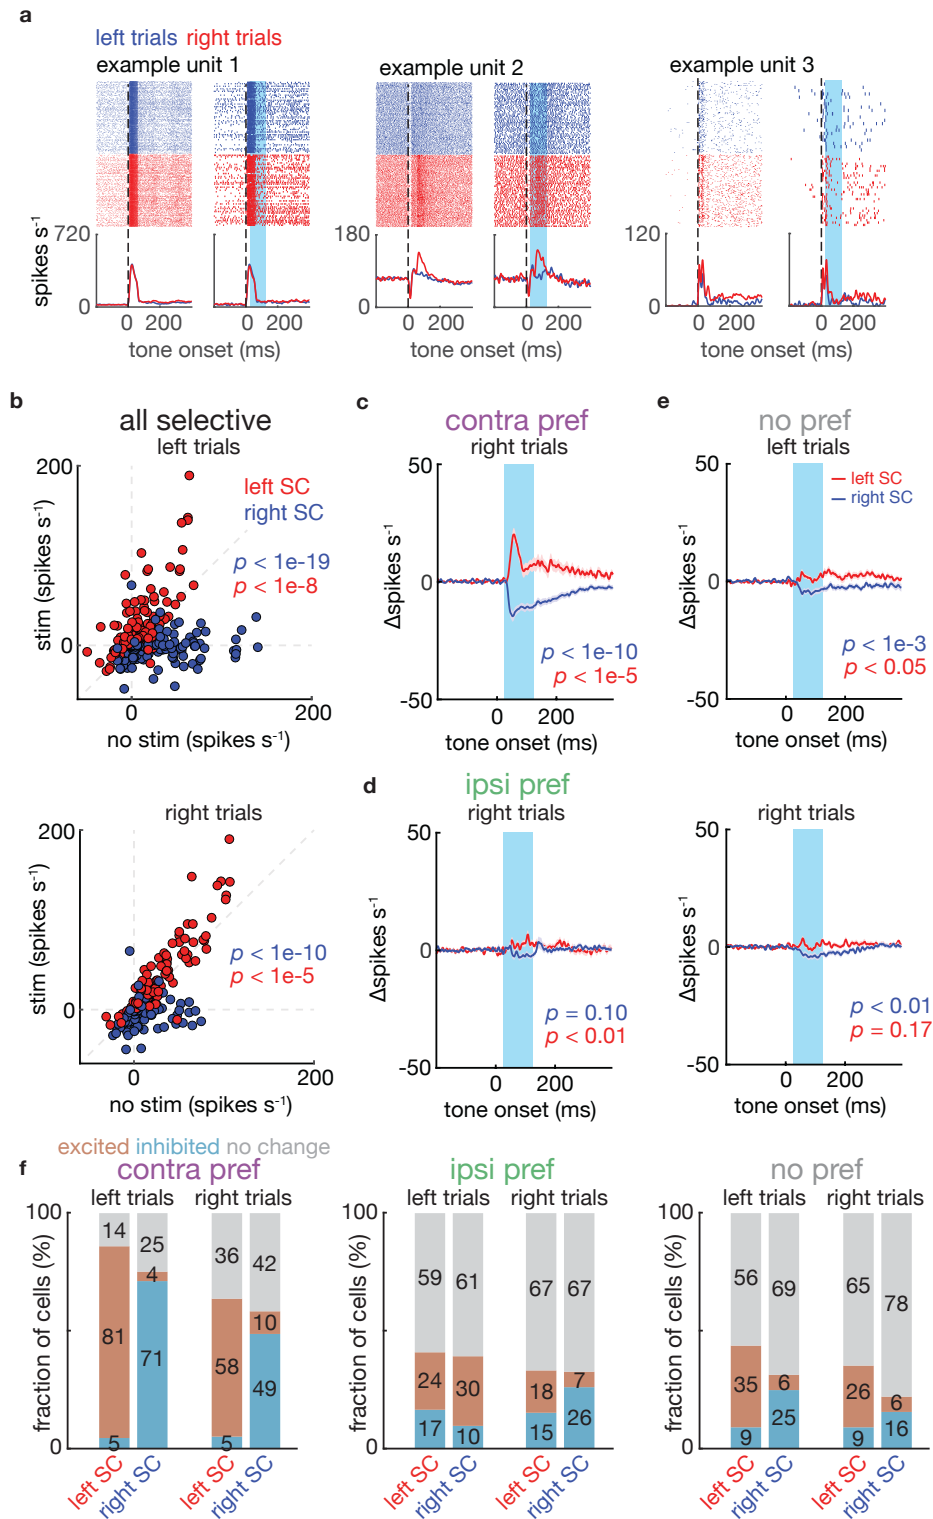 a
left trials right trials
example unit 1
example unit 2
example unit 3
spikes s⁻¹
720
0
180
0
120
0
0 200 0 200
0 200 0 200
0 200 0 200
tone onset (ms)
tone onset (ms)
tone onset (ms)
b
all selective
left trials
200
0
stim (spikes s⁻¹)
left SC
right SC
p < 1e-19
p < 1e-8
0 200
no stim (spikes s⁻¹)
right trials
200
0
stim (spikes s⁻¹)
p < 1e-10
p < 1e-5
0 200
no stim (spikes s⁻¹)
c
contra pref
right trials
50
0
-50
Δspikes s⁻¹
p < 1e-10
p < 1e-5
0 200
tone onset (ms)
d
ipsi pref
right trials
50
0
-50
Δspikes s⁻¹
p = 0.10
p < 0.01
0 200
tone onset (ms)
e
no pref
left trials
50
0
-50
Δspikes s⁻¹
left SC
right SC
p < 1e-3
p < 0.05
0 200
tone onset (ms)
right trials
50
0
-50
Δspikes s⁻¹
p < 0.01
p = 0.17
0 200
tone onset (ms)
excited inhibited no change
f
contra pref
left trials right trials
100
0
fraction of cells (%)
14 25 36 42
81 4 58 10
5 71 5 49
left SC right SC left SC right SC
ipsi pref
left trials right trials
100
0
fraction of cells (%)
59 61 67 67
24 30 18 7
17 10 15 26
left SC right SC left SC right SC
no pref
left trials right trials
100
0
fraction of cells (%)
56 69 65 78
35 6 26 6
9 25 9 16
left SC right SC left SC right SC